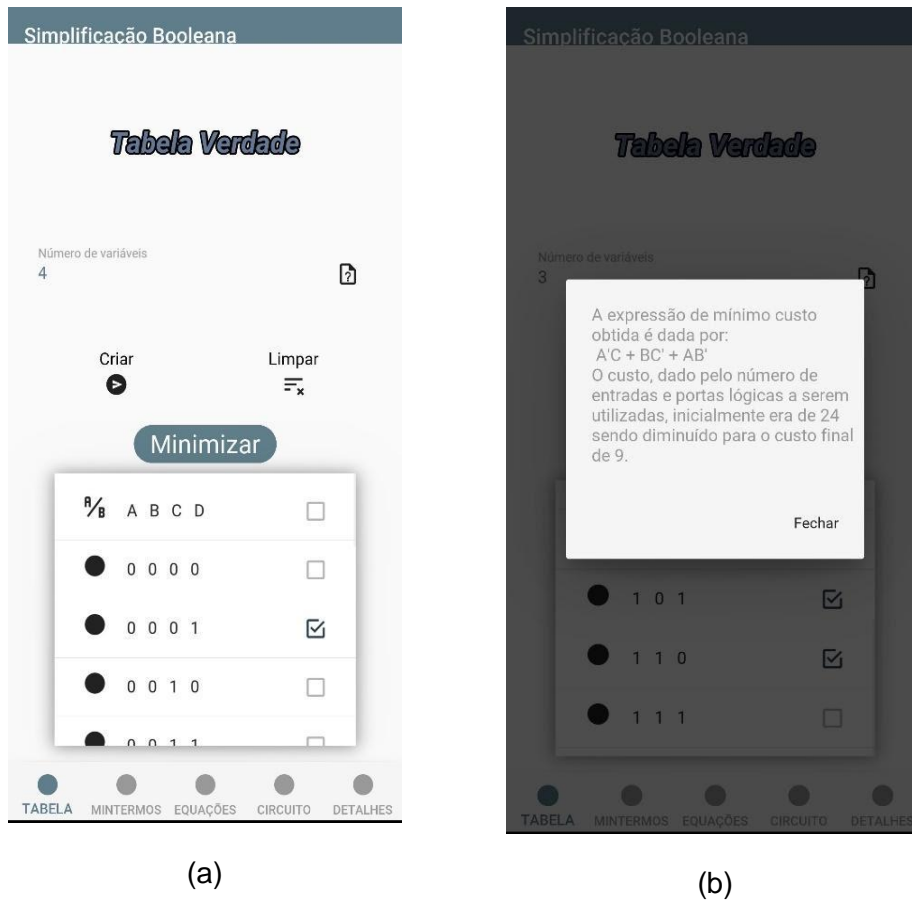 Simplificação Booleana
Tabela Verdade
Número de variáveis
4
Criar
Limpar
Minimizar
A/B A B C D
0 0 0 0
0 0 0 1
0 0 1 0
0 0 1 1
TABELA MINTERMOS EQUAÇÕES CIRCUITO DETALHES
(a)
Simplificação Booleana
Tabela Verdade
Número de variáveis
3
A expressão de mínimo custo
obtida é dada por:
A'C + BC' + AB'
O custo, dado pelo número de
entradas e portas lógicas a serem
utilizadas, inicialmente era de 24
sendo diminuído para o custo final
de 9.
Fechar
1 0 1
1 1 0
1 1 1
TABELA MINTERMOS EQUAÇÕES CIRCUITO DETALHES
(b)